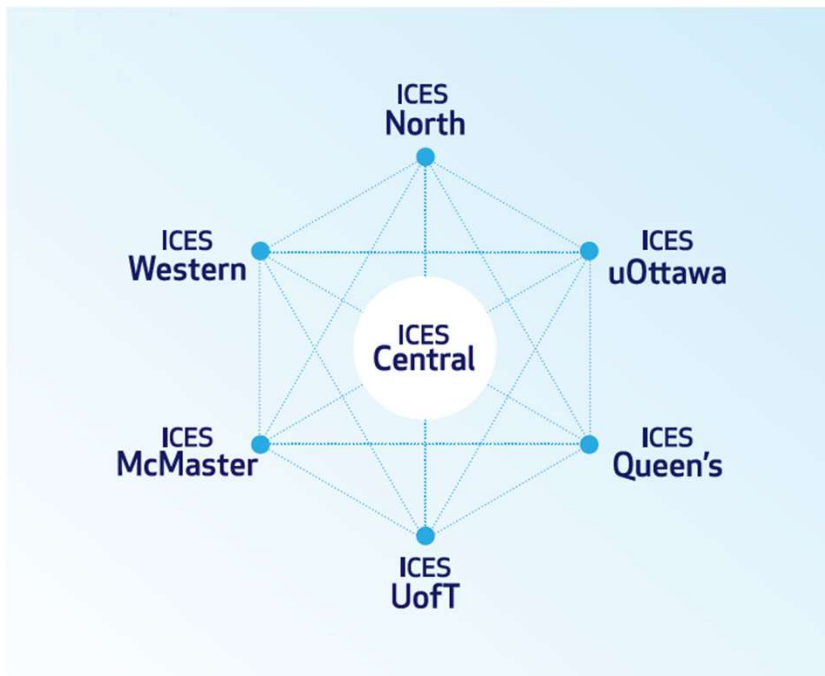 ICES
North
ICES
Western
ICES
uOttawa
ICES
Central
ICES
McMaster
ICES
Queen's
ICES
UofT